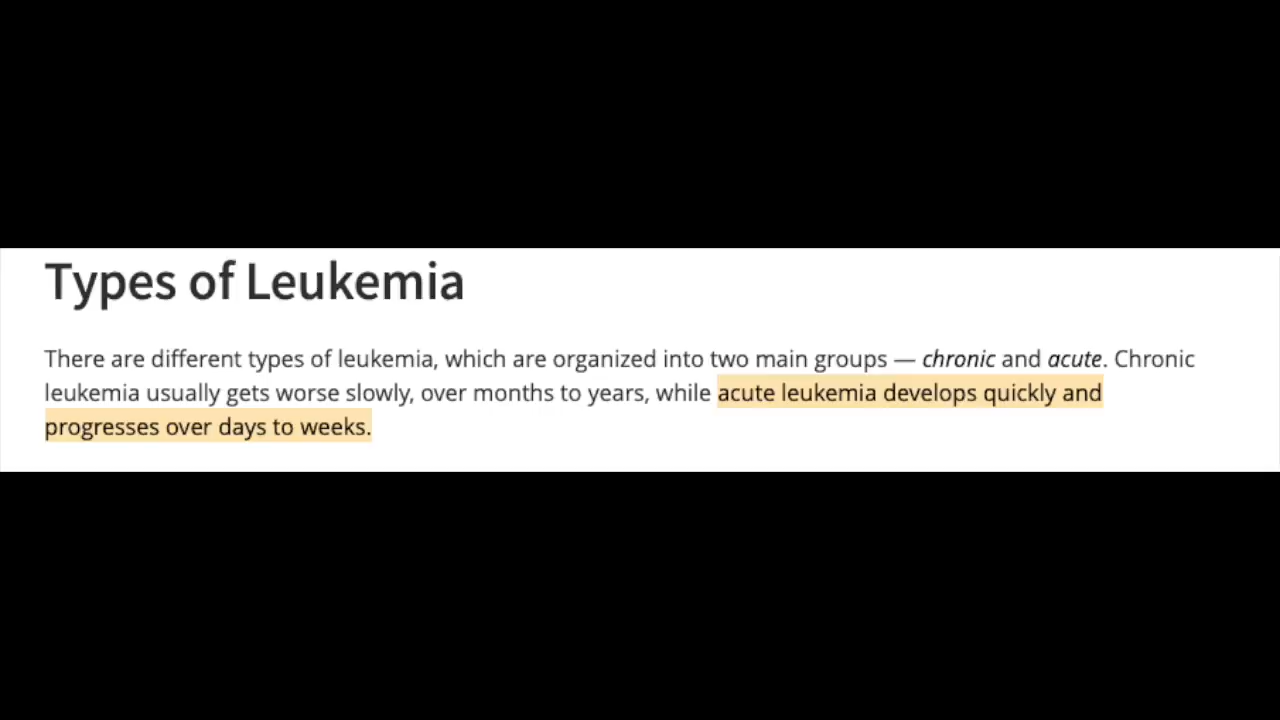 Types of Leukemia
There are different types of leukemia, which are organized into two main groups — chronic and acute. Chronic
leukemia usually gets worse slowly, over months to years, while acute leukemia develops quickly and
progresses over days to weeks.